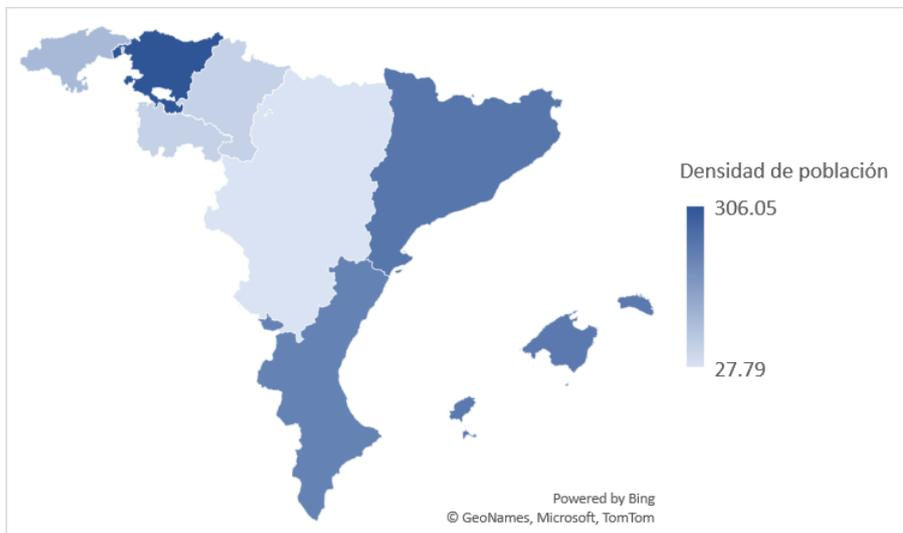 Densidad de población
306.05
27.79
Powered by Bing
© GeoNames, Microsoft, TomTom